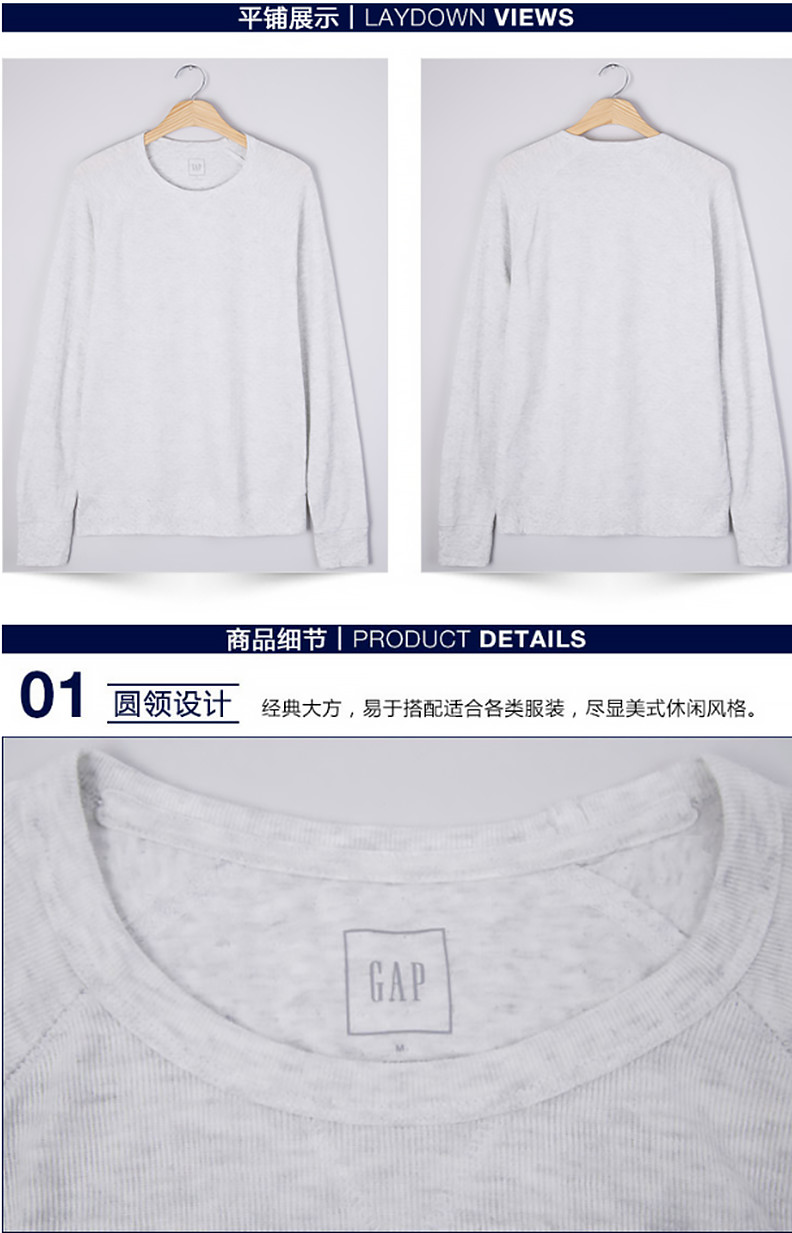 平铺展示 | LAYDOWN VIEWS
GAP
商品细节 | PRODUCT DETAILS
01 圆领设计 经典大方，易于搭配适合各类服装，尽显美式休闲风格。
GAP
M